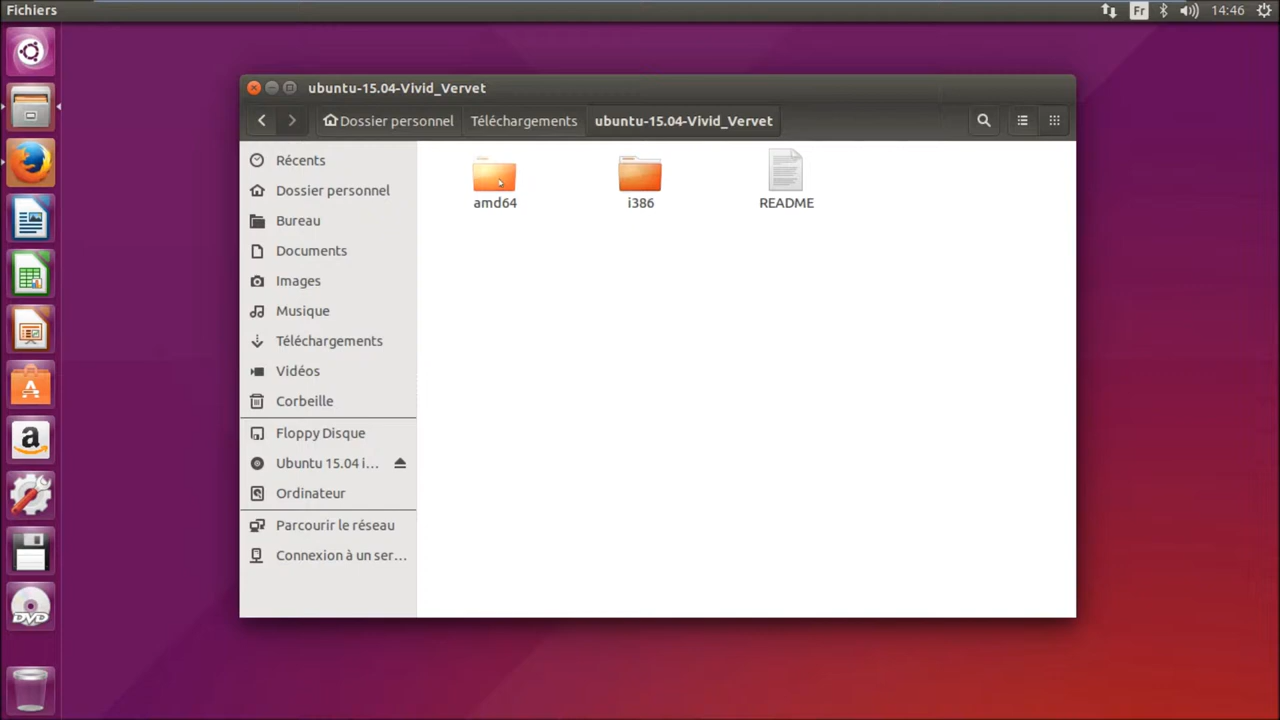 Fichiers
Fr
14:46
ubuntu-15.04-Vivid_Vervet
Dossier personnel
Téléchargements
ubuntu-15.04-Vivid_Vervet
Récents
Dossier personnel
Bureau
Documents
Images
Musique
Téléchargements
Vidéos
Corbeille
Floppy Disque
Ubuntu 15.04 i…
Ordinateur
Parcourir le réseau
Connexion à un ser…
amd64
i386
README
A
a
DVD